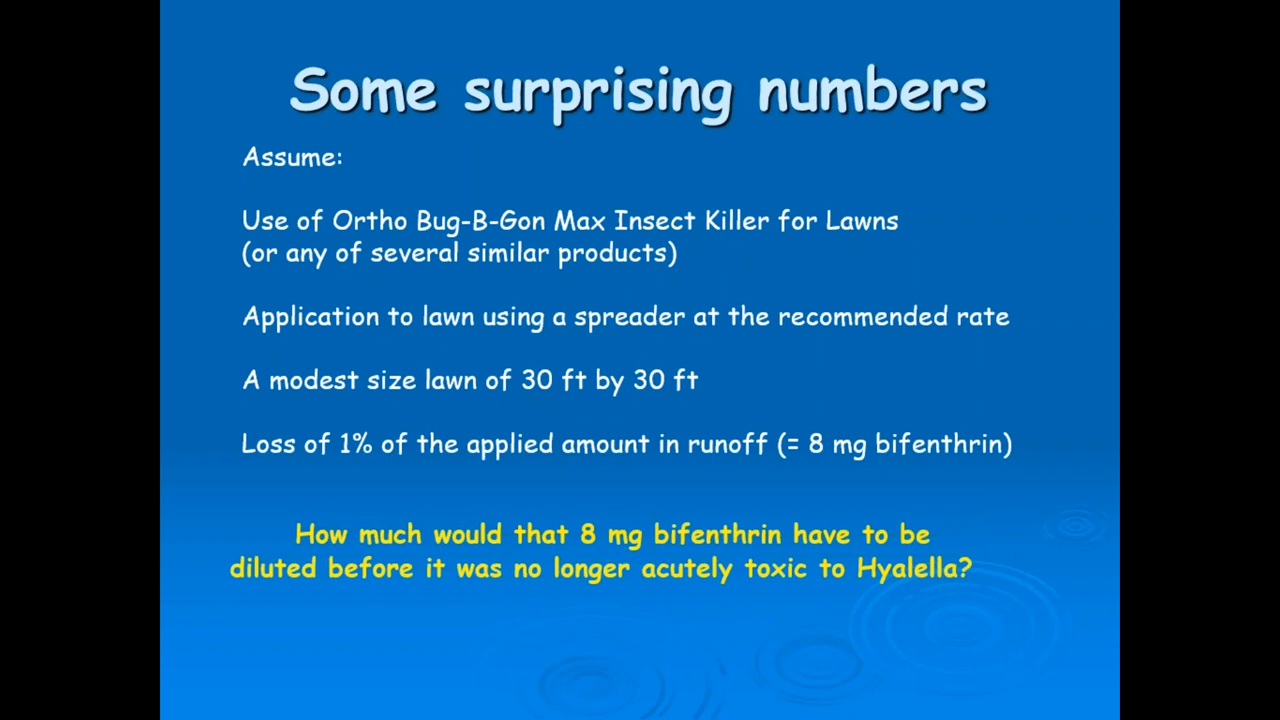 Some surprising numbers
Assume:
Use of Ortho Bug-B-Gon Max Insect Killer for Lawns
(or any of several similar products)
Application to lawn using a spreader at the recommended rate
A modest size lawn of 30 ft by 30 ft
Loss of 1% of the applied amount in runoff (= 8 mg bifenthrin)
How much would that 8 mg bifenthrin have to be
diluted before it was no longer acutely toxic to Hyalella?